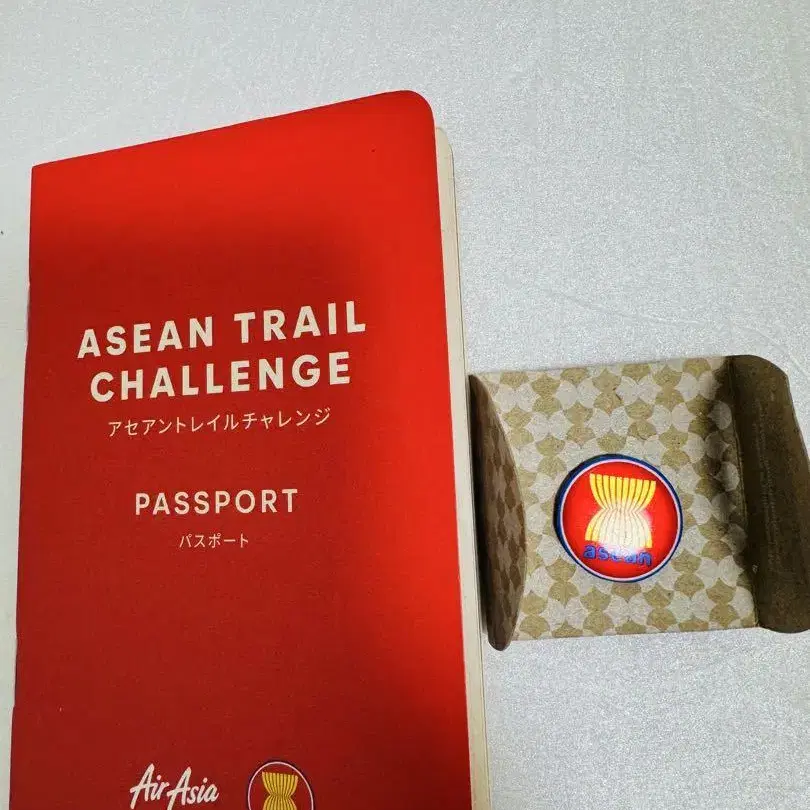 ASEAN TRAIL
CHALLENGE
アセアントレイルチャレンジ
PASSPORT
パスポート
AirAsia
asean